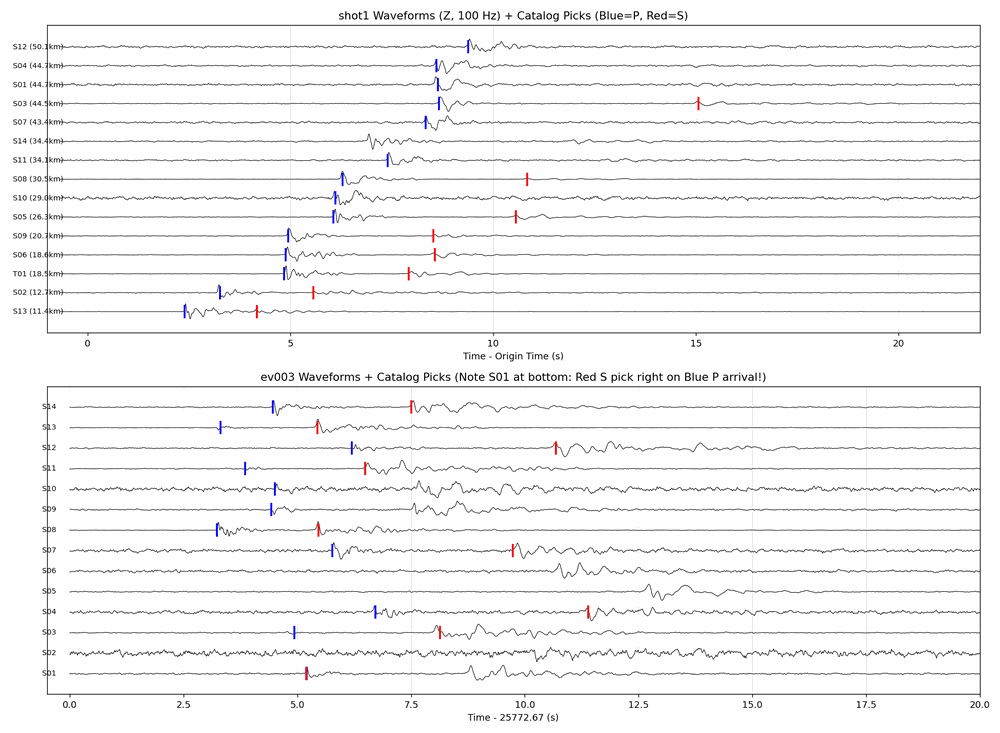 shot1 Waveforms (Z, 100 Hz) + Catalog Picks (Blue=P, Red=S)
S12 (50.1km)
S04 (44.7km)
S01 (44.7km)
S03 (44.5km)
S07 (43.4km)
S14 (34.4km)
S11 (34.1km)
S08 (30.5km)
S10 (29.0km)
S05 (26.3km)
S09 (20.7km)
S06 (18.6km)
T01 (18.5km)
S02 (12.7km)
S13 (11.4km)
0 5 10 15 20
Time - Origin Time (s)
ev003 Waveforms + Catalog Picks (Note S01 at bottom: Red S pick right on Blue P arrival!)
S14
S13
S12
S11
S10
S09
S08
S07
S06
S05
S04
S03
S02
S01
0.0 2.5 5.0 7.5 10.0 12.5 15.0 17.5 20.0
Time - 25772.67 (s)